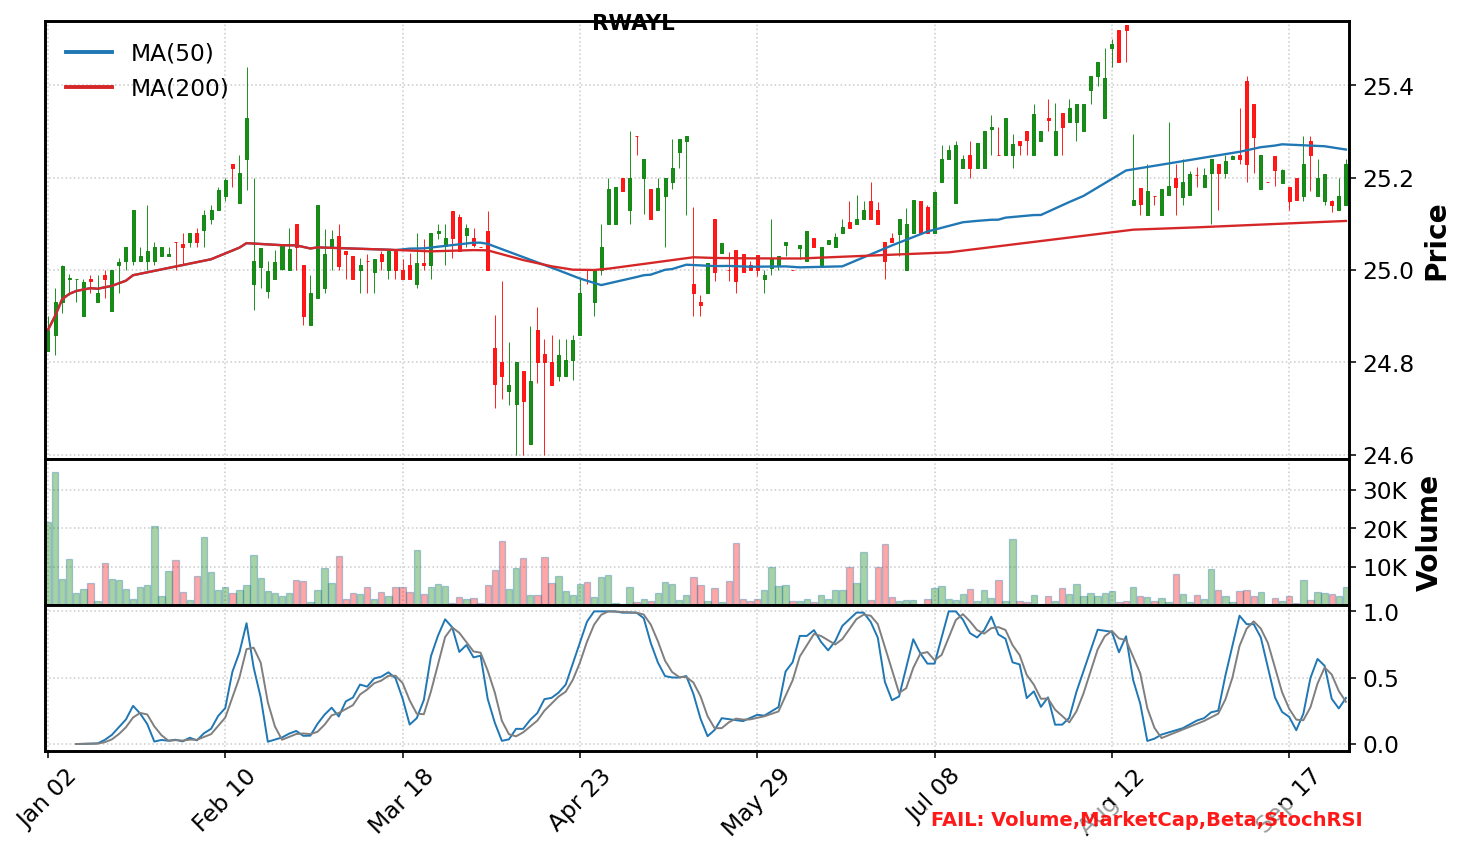 RWAYL
MA(50)
MA(200)
25.4
25.2
25.0
24.8
24.6
Price
30K
20K
10K
Volume
1.0
0.5
0.0
Jan 02
Feb 10
Mar 18
Apr 23
May 29
Jul 08
Aug 12
Sep 17
FAIL: Volume,MarketCap,Beta,StochRSI